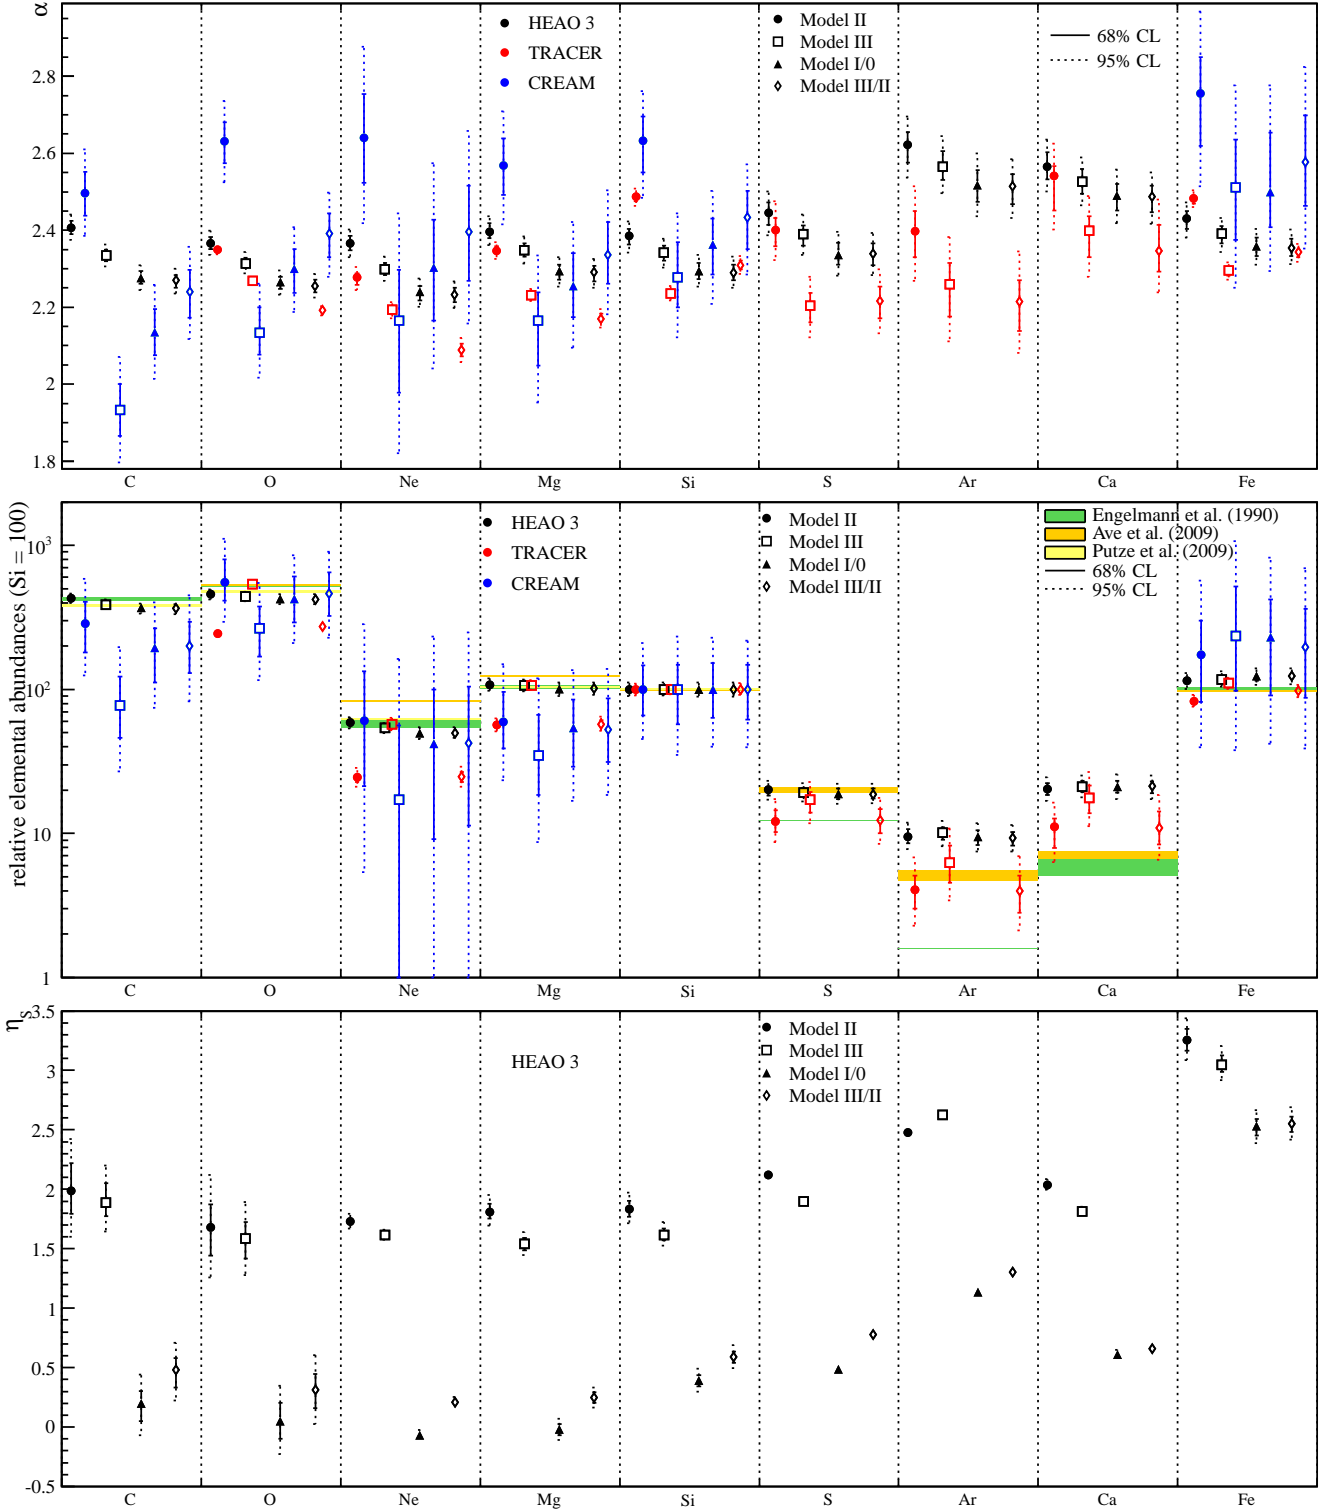 α
HEAO 3
TRACER
CREAM
Model II
Model III
Model I/0
Model III/II
68% CL
95% CL
2.8
2.6
2.4
2.2
2
1.8
C O Ne Mg Si S Ar Ca Fe
relative elemental abundances (Si = 100)
HEAO 3
TRACER
CREAM
Model II
Model III
Model I/0
Model III/II
Engelmann et al. (1990)
Ave et al. (2009)
Putze et al. (2009)
68% CL
95% CL
10³
10²
10
1
C O Ne Mg Si S Ar Ca Fe
ηS
HEAO 3
Model II
Model III
Model I/0
Model III/II
3.5
3
2.5
2
1.5
1
0.5
0
-0.5
C O Ne Mg Si S Ar Ca Fe